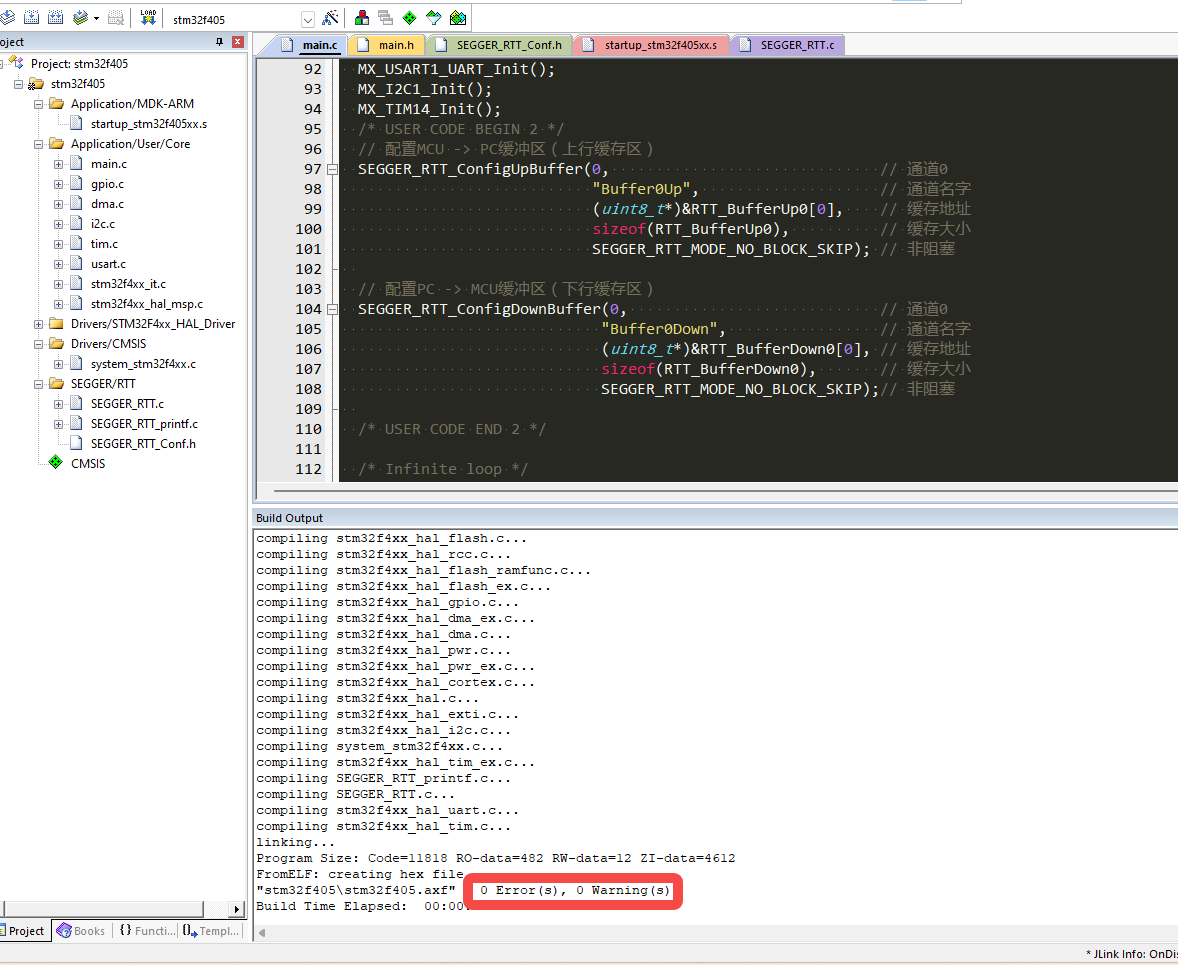 LOAD
stm32f405
oject
Project: stm32f405
stm32f405
Application/MDK-ARM
startup_stm32f405xx.s
Application/User/Core
main.c
gpio.c
dma.c
i2c.c
tim.c
usart.c
stm32f4xx_it.c
stm32f4xx_hal_msp.c
Drivers/STM32F4xx_HAL_Driver
Drivers/CMSIS
system_stm32f4xx.c
SEGGER/RTT
SEGGER_RTT.c
SEGGER_RTT_printf.c
SEGGER_RTT_Conf.h
CMSIS
Project Books {} Functi... Templ...
main.c main.h SEGGER_RTT_Conf.h startup_stm32f405xx.s SEGGER_RTT.c
92 MX_USART1_UART_Init();
93 MX_I2C1_Init();
94 MX_TIM14_Init();
95 /* USER CODE BEGIN 2 */
96 // 配置MCU -> PC缓冲区（上行缓存区）
97 SEGGER_RTT_ConfigUpBuffer(0, // 通道0
98 "Buffer0Up", // 通道名字
99 (uint8_t*)&RTT_BufferUp0[0], // 缓存地址
100 sizeof(RTT_BufferUp0), // 缓存大小
101 SEGGER_RTT_MODE_NO_BLOCK_SKIP); // 非阻塞
102
103 // 配置PC -> MCU缓冲区（下行缓存区）
104 SEGGER_RTT_ConfigDownBuffer(0, // 通道0
105 "Buffer0Down", // 通道名字
106 (uint8_t*)&RTT_BufferDown0[0], // 缓存地址
107 sizeof(RTT_BufferDown0), // 缓存大小
108 SEGGER_RTT_MODE_NO_BLOCK_SKIP);// 非阻塞
109
110 /* USER CODE END 2 */
111
112 /* Infinite loop */
Build Output
compiling stm32f4xx_hal_flash.c...
compiling stm32f4xx_hal_rcc.c...
compiling stm32f4xx_hal_flash_ramfunc.c...
compiling stm32f4xx_hal_flash_ex.c...
compiling stm32f4xx_hal_gpio.c...
compiling stm32f4xx_hal_dma_ex.c...
compiling stm32f4xx_hal_dma.c...
compiling stm32f4xx_hal_pwr.c...
compiling stm32f4xx_hal_pwr_ex.c...
compiling stm32f4xx_hal_cortex.c...
compiling stm32f4xx_hal.c...
compiling stm32f4xx_hal_exti.c...
compiling stm32f4xx_hal_i2c.c...
compiling system_stm32f4xx.c...
compiling stm32f4xx_hal_tim_ex.c...
compiling SEGGER_RTT_printf.c...
compiling SEGGER_RTT.c...
compiling stm32f4xx_hal_uart.c...
compiling stm32f4xx_hal_tim.c...
linking...
Program Size: Code=11818 RO-data=482 RW-data=12 ZI-data=4612
FromELF: creating hex file
"stm32f405\stm32f405.axf" 0 Error(s), 0 Warning(s)
Build Time Elapsed: 00:00
* JLink Info: OnDis